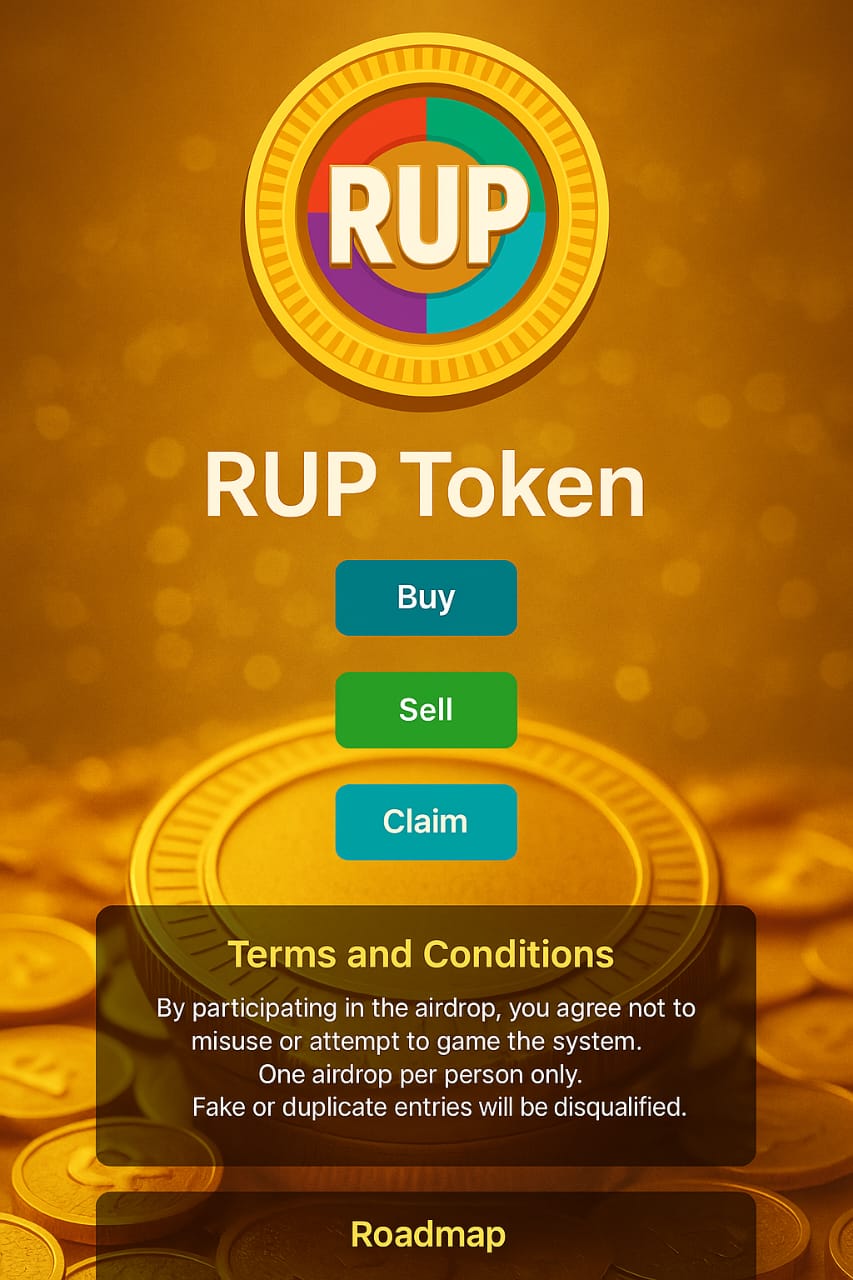 RUP
RUP Token
Buy
Sell
Claim
Terms and Conditions
By participating in the airdrop, you agree not to
misuse or attempt to game the system.
One airdrop per person only.
Fake or duplicate entries will be disqualified.
Roadmap